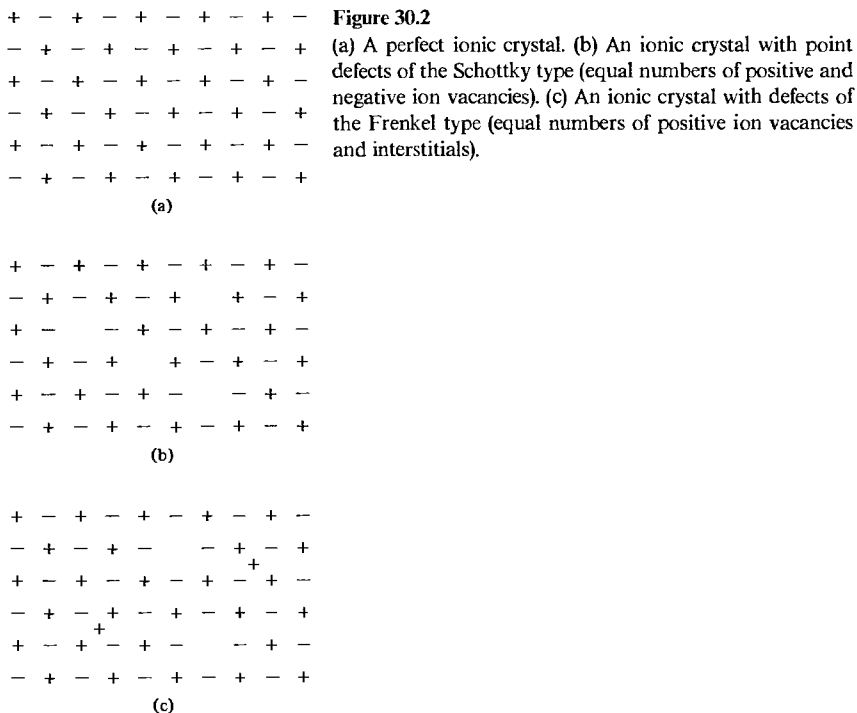 + − + − + − + − + −
− + − + − + − + − +
+ − + − + − + − + −
− + − + − + − + − +
+ − + − + − + − + −
− + − + − + − + − +
(a)
Figure 30.2
(a) A perfect ionic crystal. (b) An ionic crystal with point
defects of the Schottky type (equal numbers of positive and
negative ion vacancies). (c) An ionic crystal with defects of
the Frenkel type (equal numbers of positive ion vacancies
and interstitials).
+ − + − + − + − + −
− + − + − +   + − +
+ −   − + − + − + −
− + − +   + − + − +
+ − + − + −   − + −
− + − + − + − + − +
(b)
+ − + − + − + − + −
− + − + −   − + − +
+
+ − + − + − + − + −
− + − + − + − + − +
+
+ − + − + −   − + −
− + − + − + − + − +
(c)